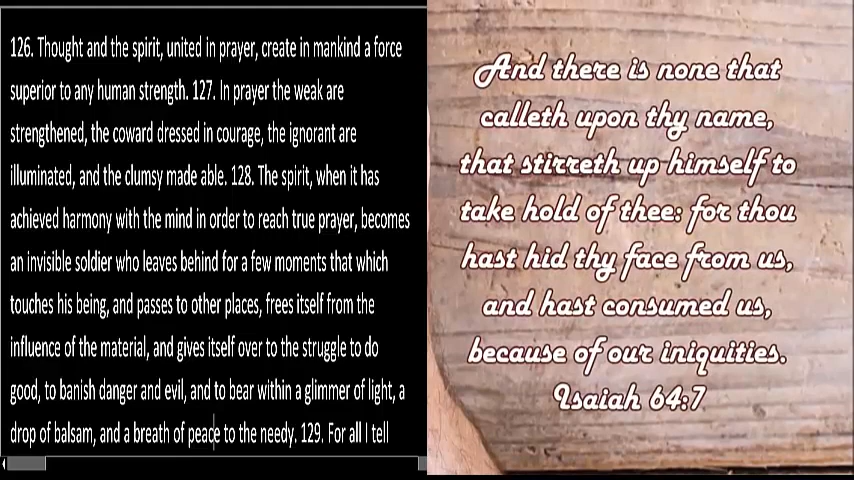 126. Thought and the spirit, united in prayer, create in mankind a force
superior to any human strength. 127. In prayer the weak are
strengthened, the coward dressed in courage, the ignorant are
illuminated, and the clumsy made able. 128. The spirit, when it has
achieved harmony with the mind in order to reach true prayer, becomes
an invisible soldier who leaves behind for a few moments that which
touches his being, and passes to other places, frees itself from the
influence of the material, and gives itself over to the struggle to do
good, to banish danger and evil, and to bear within a glimmer of light, a
drop of balsam, and a breath of peace to the needy. 129. For all I tell
And there is none that
calleth upon thy name,
that stirreth up himself to
take hold of thee: for thou
hast hid thy face from us,
and hast consumed us,
because of our iniquities.
Isaiah 64:7